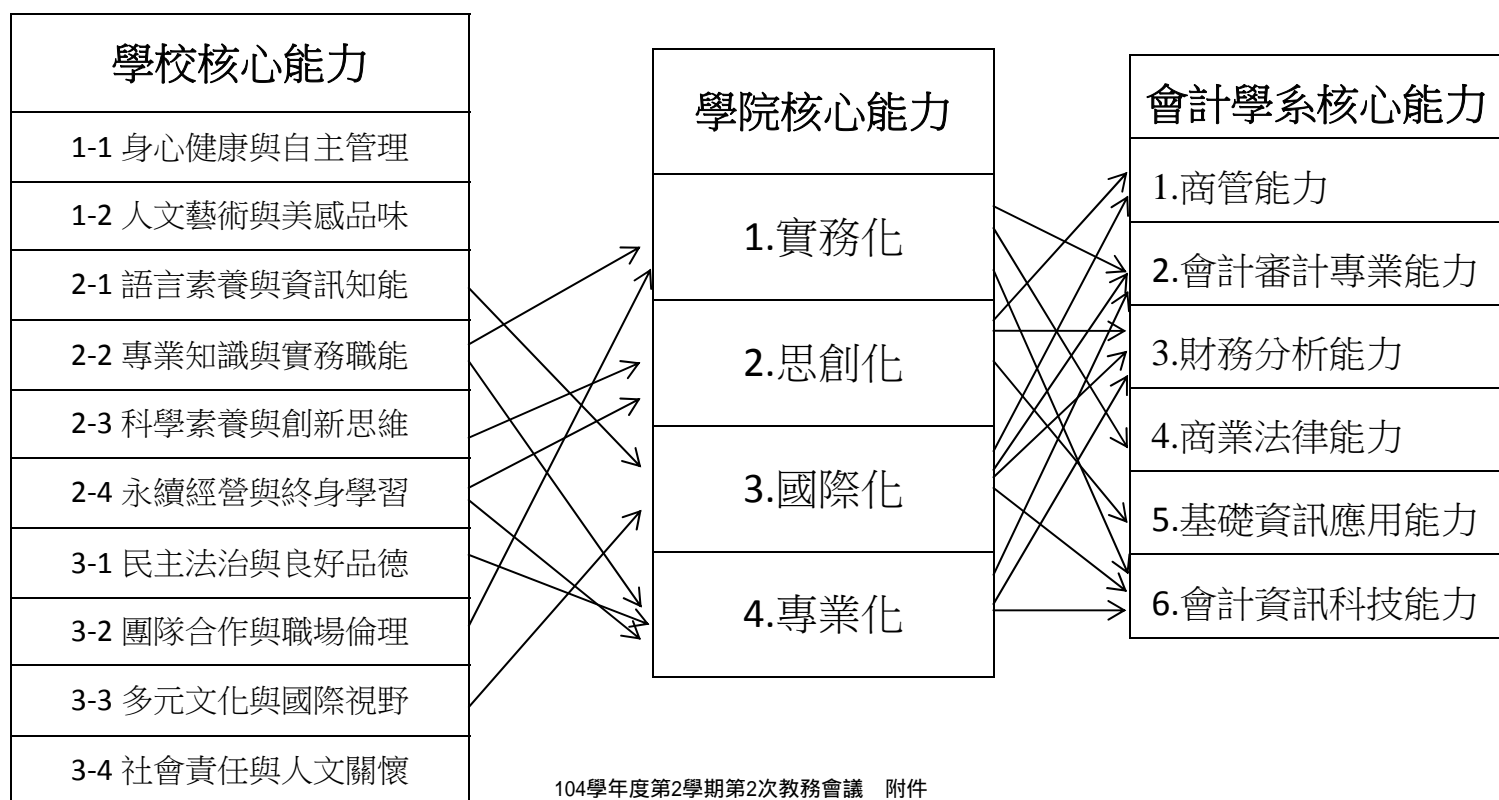 學校核心能力
1-1 身心健康與自主管理
1-2 人文藝術與美感品味
2-1 語言素養與資訊知能
2-2 專業知識與實務職能
2-3 科學素養與創新思維
2-4 永續經營與終身學習
3-1 民主法治與良好品德
3-2 團隊合作與職場倫理
3-3 多元文化與國際視野
3-4 社會責任與人文關懷
學院核心能力
1.實務化
2.思創化
3.國際化
4.專業化
會計學系核心能力
1.商管能力
2.會計審計專業能力
3.財務分析能力
4.商業法律能力
5.基礎資訊應用能力
6.會計資訊科技能力
104學年度第2學期第2次教務會議 附件